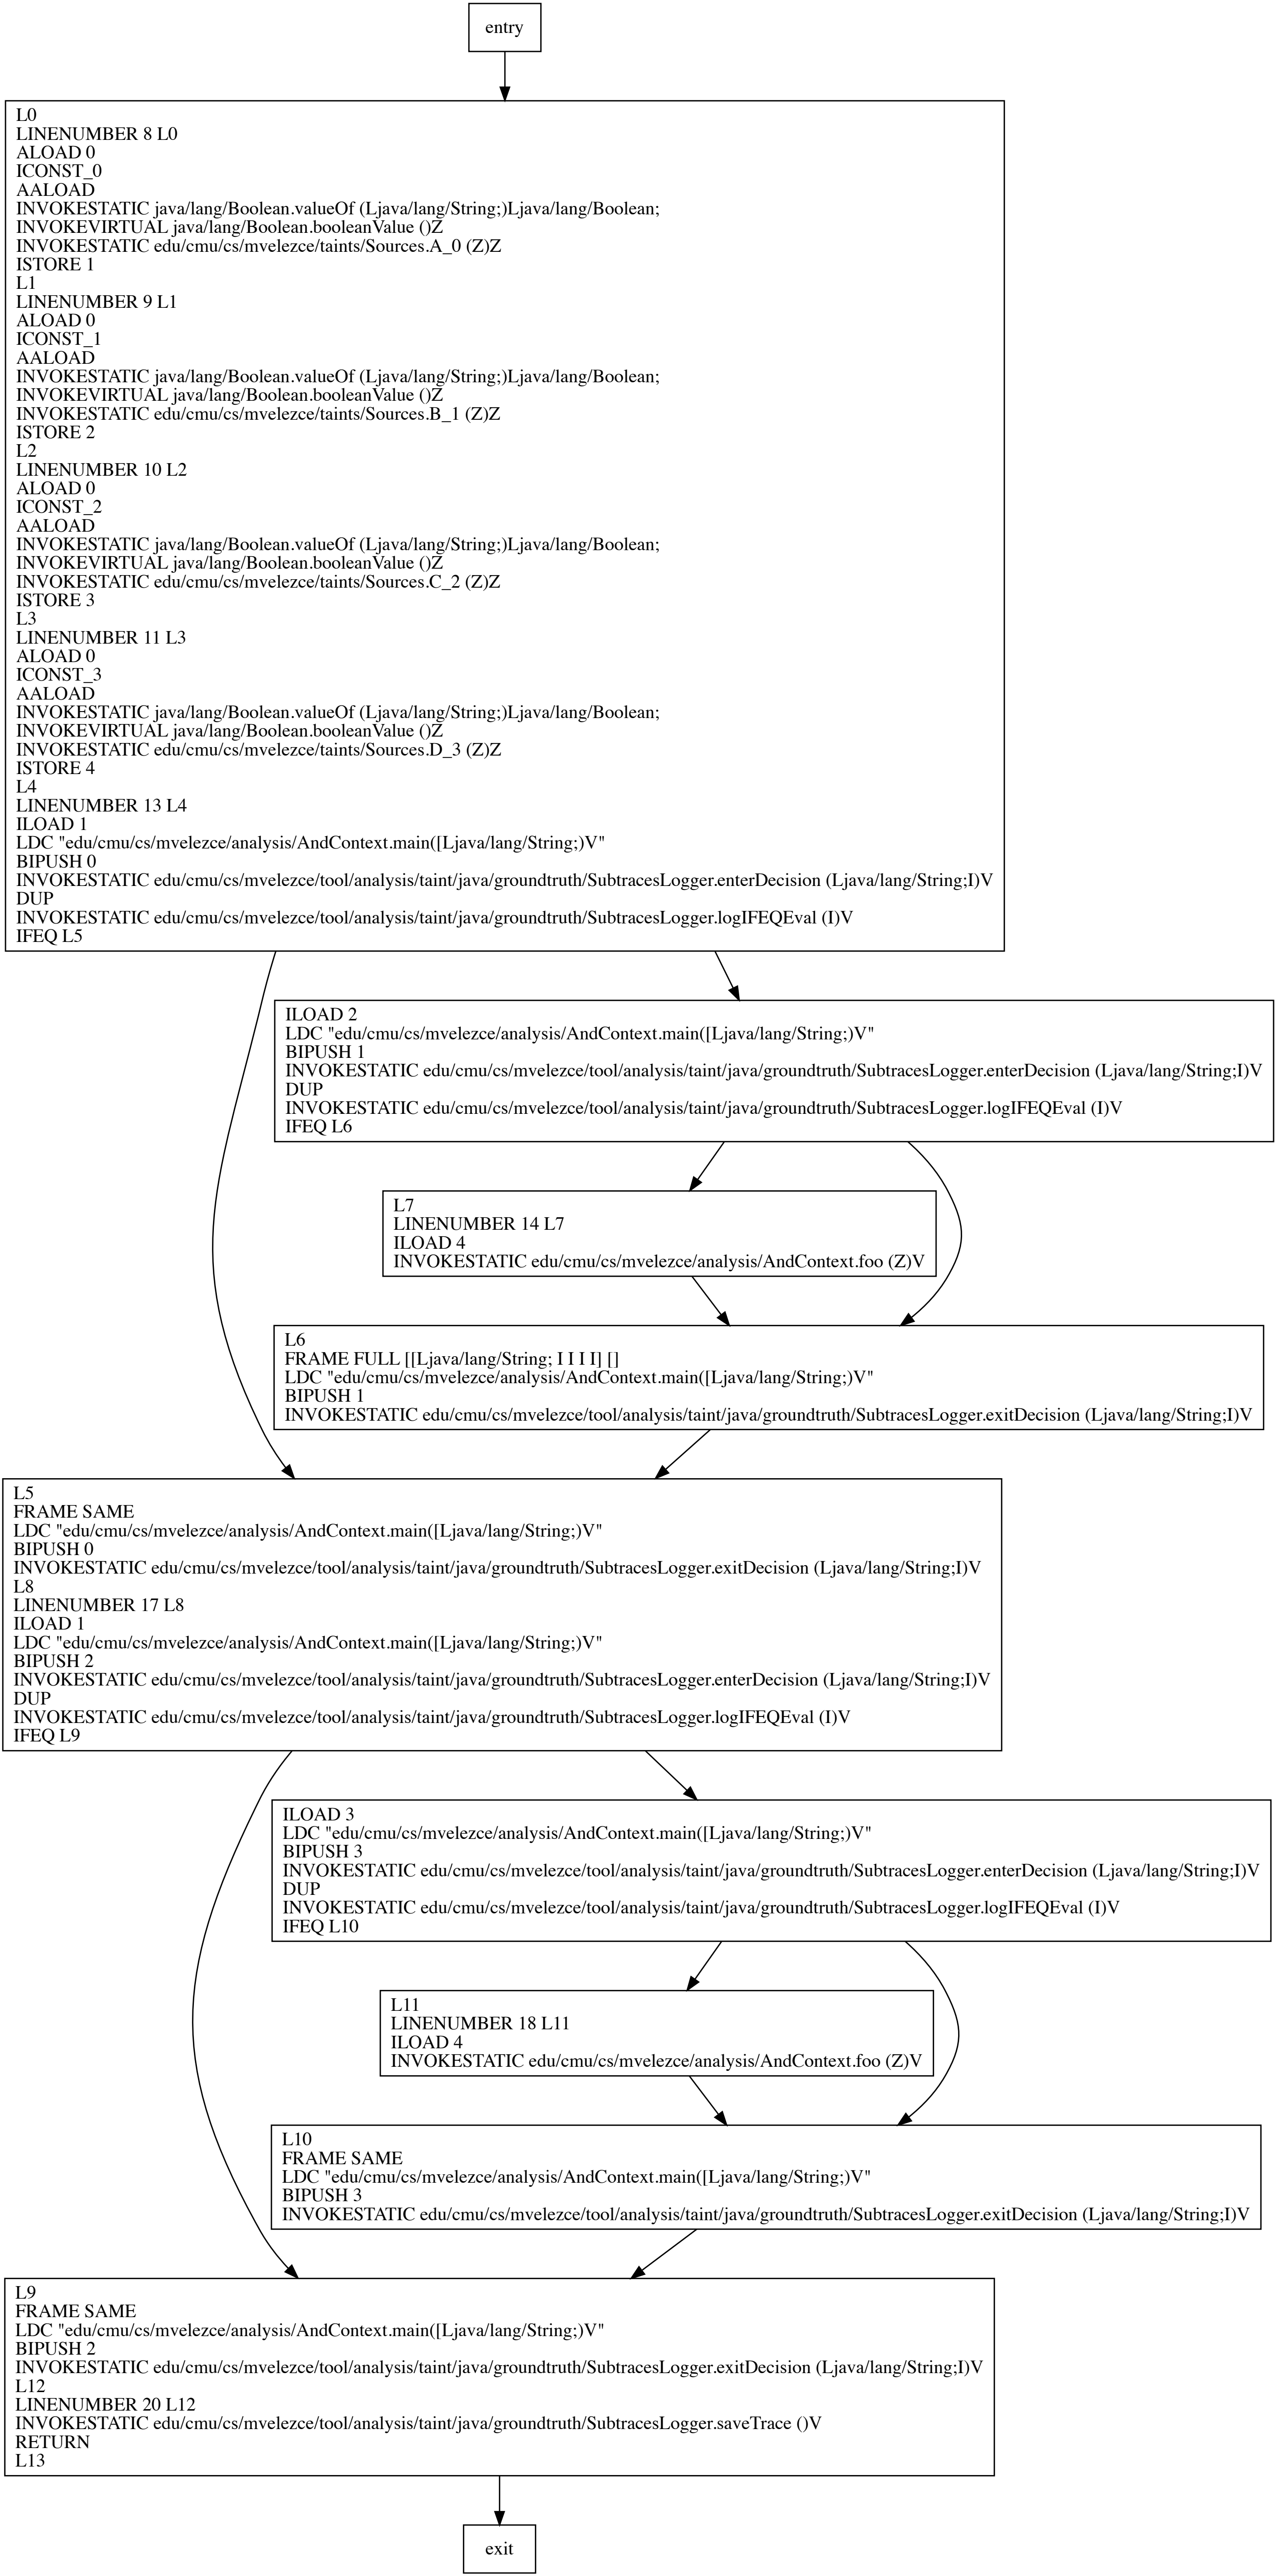 entry
L0
LINENUMBER 8 L0
ALOAD 0
ICONST_0
AALOAD
INVOKESTATIC java/lang/Boolean.valueOf (Ljava/lang/String;)Ljava/lang/Boolean;
INVOKEVIRTUAL java/lang/Boolean.booleanValue ()Z
INVOKESTATIC edu/cmu/cs/mvelezce/taints/Sources.A_0 (Z)Z
ISTORE 1
L1
LINENUMBER 9 L1
ALOAD 0
ICONST_1
AALOAD
INVOKESTATIC java/lang/Boolean.valueOf (Ljava/lang/String;)Ljava/lang/Boolean;
INVOKEVIRTUAL java/lang/Boolean.booleanValue ()Z
INVOKESTATIC edu/cmu/cs/mvelezce/taints/Sources.B_1 (Z)Z
ISTORE 2
L2
LINENUMBER 10 L2
ALOAD 0
ICONST_2
AALOAD
INVOKESTATIC java/lang/Boolean.valueOf (Ljava/lang/String;)Ljava/lang/Boolean;
INVOKEVIRTUAL java/lang/Boolean.booleanValue ()Z
INVOKESTATIC edu/cmu/cs/mvelezce/taints/Sources.C_2 (Z)Z
ISTORE 3
L3
LINENUMBER 11 L3
ALOAD 0
ICONST_3
AALOAD
INVOKESTATIC java/lang/Boolean.valueOf (Ljava/lang/String;)Ljava/lang/Boolean;
INVOKEVIRTUAL java/lang/Boolean.booleanValue ()Z
INVOKESTATIC edu/cmu/cs/mvelezce/taints/Sources.D_3 (Z)Z
ISTORE 4
L4
LINENUMBER 13 L4
ILOAD 1
LDC "edu/cmu/cs/mvelezce/analysis/AndContext.main([Ljava/lang/String;)V"
BIPUSH 0
INVOKESTATIC edu/cmu/cs/mvelezce/tool/analysis/taint/java/groundtruth/SubtracesLogger.enterDecision (Ljava/lang/String;I)V
DUP
INVOKESTATIC edu/cmu/cs/mvelezce/tool/analysis/taint/java/groundtruth/SubtracesLogger.logIFEQEval (I)V
IFEQ L5
ILOAD 2
LDC "edu/cmu/cs/mvelezce/analysis/AndContext.main([Ljava/lang/String;)V"
BIPUSH 1
INVOKESTATIC edu/cmu/cs/mvelezce/tool/analysis/taint/java/groundtruth/SubtracesLogger.enterDecision (Ljava/lang/String;I)V
DUP
INVOKESTATIC edu/cmu/cs/mvelezce/tool/analysis/taint/java/groundtruth/SubtracesLogger.logIFEQEval (I)V
IFEQ L6
L7
LINENUMBER 14 L7
ILOAD 4
INVOKESTATIC edu/cmu/cs/mvelezce/analysis/AndContext.foo (Z)V
L6
FRAME FULL [[Ljava/lang/String; I I I I] []
LDC "edu/cmu/cs/mvelezce/analysis/AndContext.main([Ljava/lang/String;)V"
BIPUSH 1
INVOKESTATIC edu/cmu/cs/mvelezce/tool/analysis/taint/java/groundtruth/SubtracesLogger.exitDecision (Ljava/lang/String;I)V
L5
FRAME SAME
LDC "edu/cmu/cs/mvelezce/analysis/AndContext.main([Ljava/lang/String;)V"
BIPUSH 0
INVOKESTATIC edu/cmu/cs/mvelezce/tool/analysis/taint/java/groundtruth/SubtracesLogger.exitDecision (Ljava/lang/String;I)V
L8
LINENUMBER 17 L8
ILOAD 1
LDC "edu/cmu/cs/mvelezce/analysis/AndContext.main([Ljava/lang/String;)V"
BIPUSH 2
INVOKESTATIC edu/cmu/cs/mvelezce/tool/analysis/taint/java/groundtruth/SubtracesLogger.enterDecision (Ljava/lang/String;I)V
DUP
INVOKESTATIC edu/cmu/cs/mvelezce/tool/analysis/taint/java/groundtruth/SubtracesLogger.logIFEQEval (I)V
IFEQ L9
ILOAD 3
LDC "edu/cmu/cs/mvelezce/analysis/AndContext.main([Ljava/lang/String;)V"
BIPUSH 3
INVOKESTATIC edu/cmu/cs/mvelezce/tool/analysis/taint/java/groundtruth/SubtracesLogger.enterDecision (Ljava/lang/String;I)V
DUP
INVOKESTATIC edu/cmu/cs/mvelezce/tool/analysis/taint/java/groundtruth/SubtracesLogger.logIFEQEval (I)V
IFEQ L10
L11
LINENUMBER 18 L11
ILOAD 4
INVOKESTATIC edu/cmu/cs/mvelezce/analysis/AndContext.foo (Z)V
L10
FRAME SAME
LDC "edu/cmu/cs/mvelezce/analysis/AndContext.main([Ljava/lang/String;)V"
BIPUSH 3
INVOKESTATIC edu/cmu/cs/mvelezce/tool/analysis/taint/java/groundtruth/SubtracesLogger.exitDecision (Ljava/lang/String;I)V
L9
FRAME SAME
LDC "edu/cmu/cs/mvelezce/analysis/AndContext.main([Ljava/lang/String;)V"
BIPUSH 2
INVOKESTATIC edu/cmu/cs/mvelezce/tool/analysis/taint/java/groundtruth/SubtracesLogger.exitDecision (Ljava/lang/String;I)V
L12
LINENUMBER 20 L12
INVOKESTATIC edu/cmu/cs/mvelezce/tool/analysis/taint/java/groundtruth/SubtracesLogger.saveTrace ()V
RETURN
L13
exit